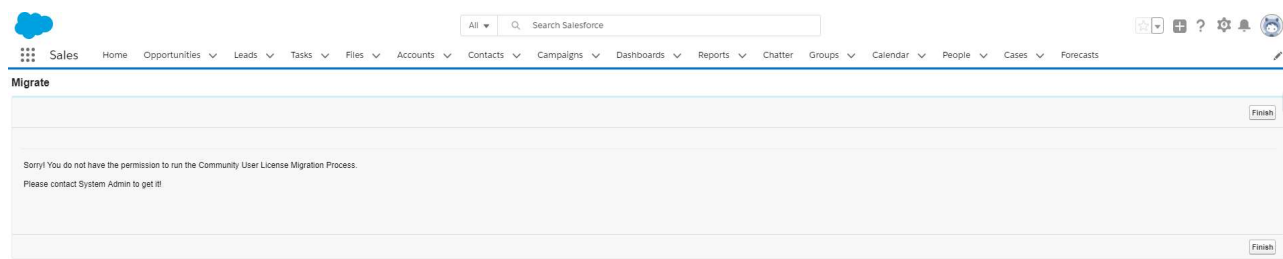 All
Search Salesforce
Sales Home Opportunities Leads Tasks Files Accounts Contacts Campaigns Dashboards Reports Chatter Groups Calendar People Cases Forecasts
Migrate
Finish
Sorry! You do not have the permission to run the Community User License Migration Process.
Please contact System Admin to get it!
Finish